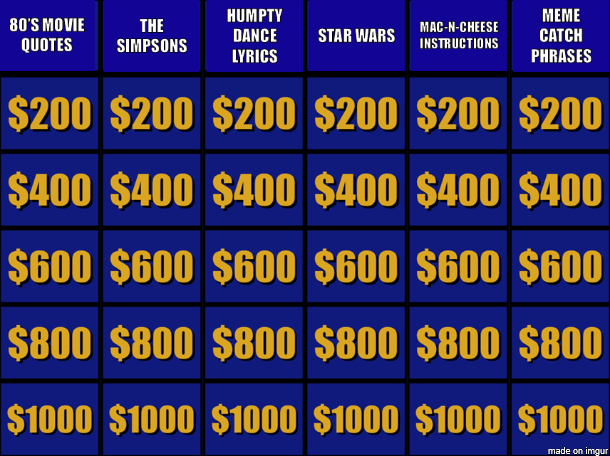 80'S MOVIE
QUOTES
THE
SIMPSONS
HUMPTY
DANCE
LYRICS
STAR WARS
MAC-N-CHEESE
INSTRUCTIONS
MEME
CATCH
PHRASES
$200 $200 $200 $200 $200 $200
$400 $400 $400 $400 $400 $400
$600 $600 $600 $600 $600 $600
$800 $800 $800 $800 $800 $800
$1000 $1000 $1000 $1000 $1000 $1000
made on imgur